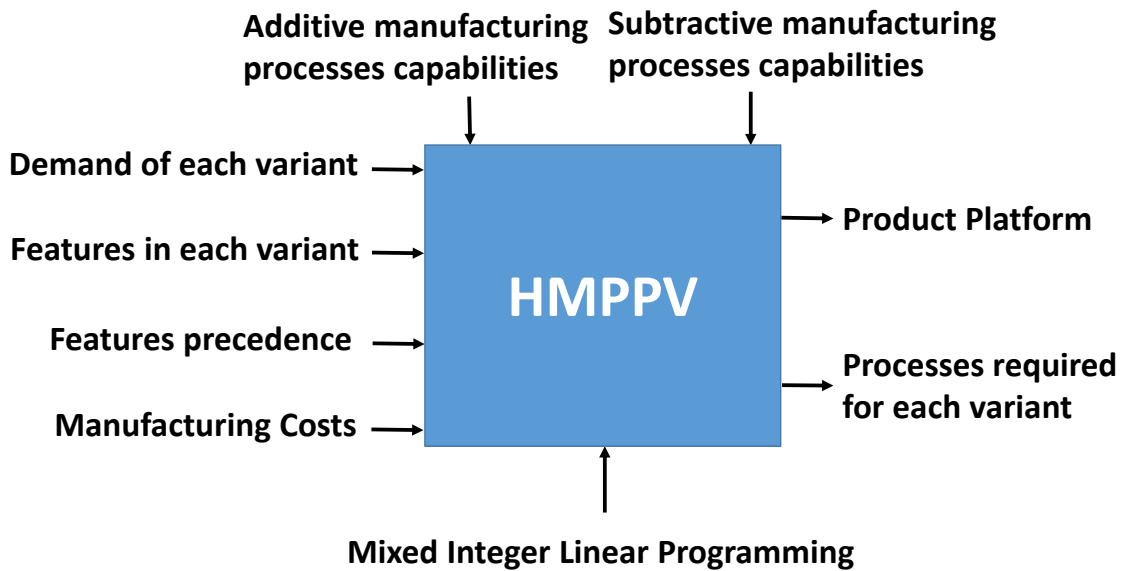 Additive manufacturing
processes capabilities
Subtractive manufacturing
processes capabilities
Demand of each variant
Features in each variant
Features precedence
Manufacturing Costs
HMPPV
Product Platform
Processes required
for each variant
Mixed Integer Linear Programming